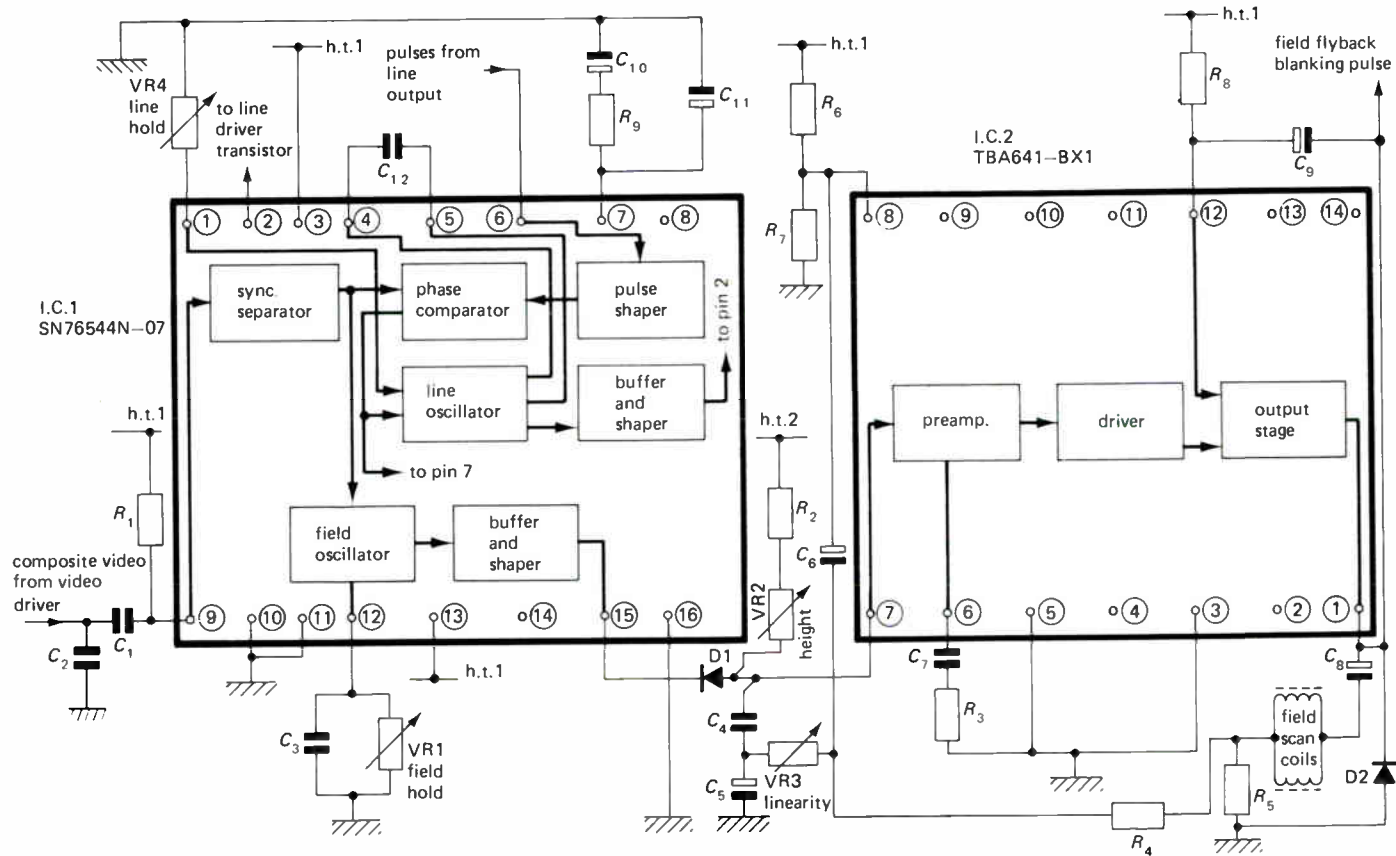 h.t.1
pulses from
line
output
C10
R9
C11
VR4
line
hold
to line
driver
transistor
C12
h.t.1
R6
R7
h.t.1
R8
field flyback
blanking pulse
C9
I.C.2
TBA641–BX1
1
2
3
4
5
6
7
8
8
9
10
11
12
13
14
I.C.1
SN76544N–07
sync.
separator
phase
comparator
pulse
shaper
to pin 2
line
oscillator
buffer
and
shaper
to pin 7
field
oscillator
buffer
and
shaper
preamp.
driver
output
stage
h.t.1
R1
composite video
from video
driver
C1
C2
9
10
11
12
13
14
15
16
h.t.1
C3
VR1
field
hold
h.t.2
R2
VR2
height
D1
C4
C5
VR3
linearity
C6
7
6
5
4
3
2
1
C7
R3
R4
R5
field
scan
coils
C8
D2